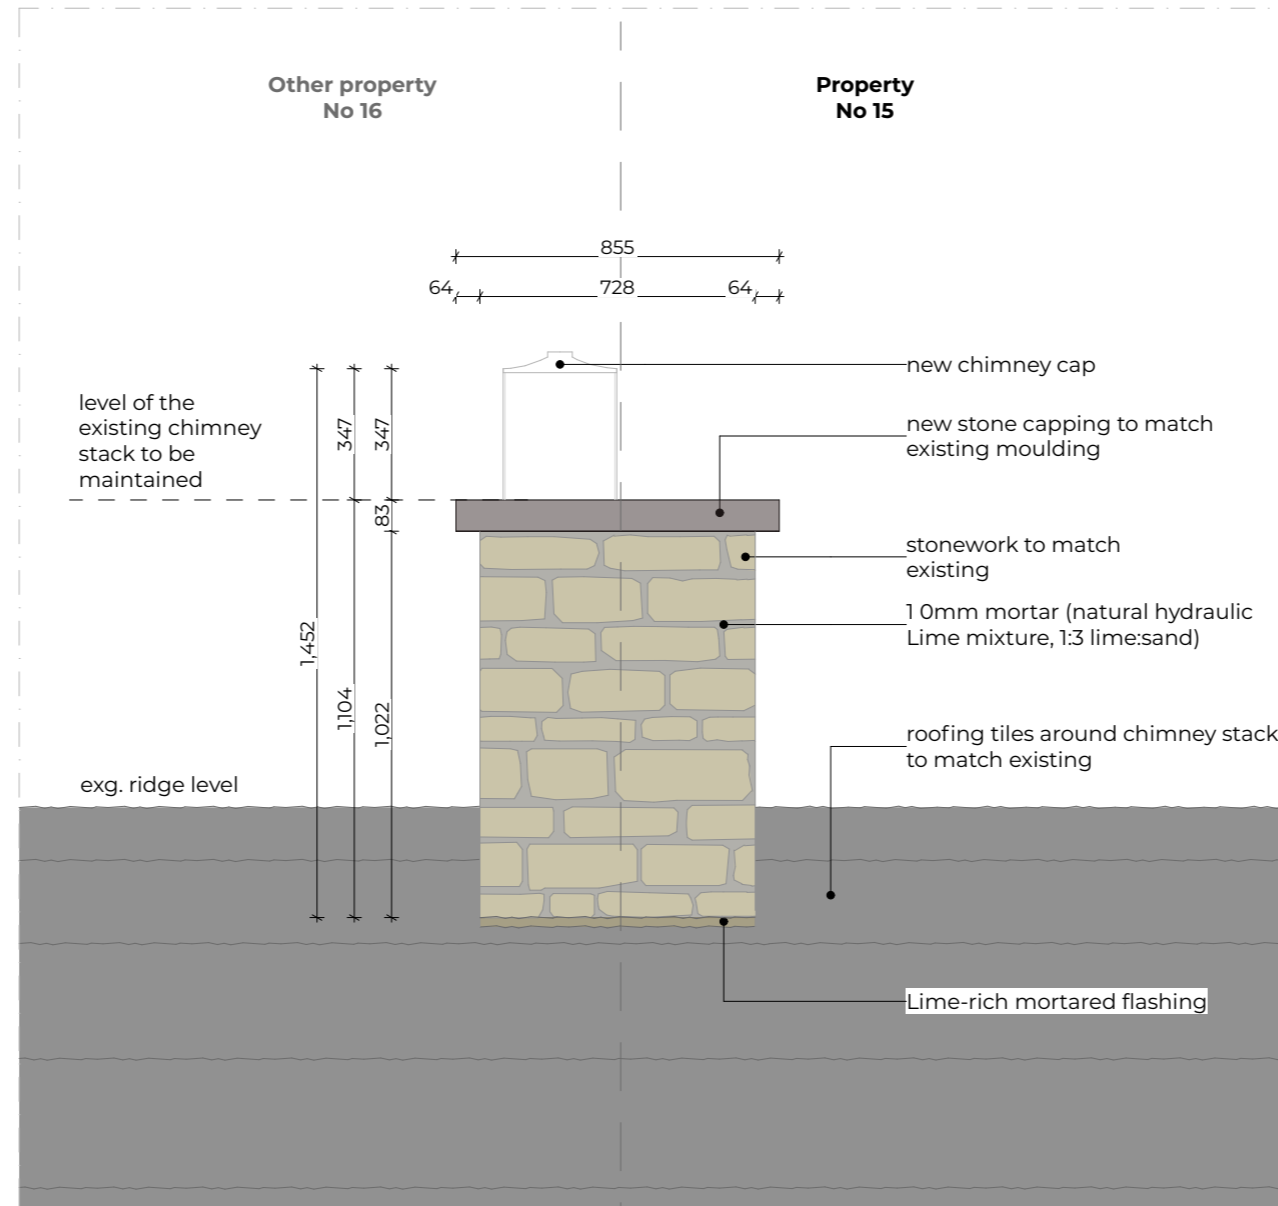 Other property
No 16
Property
No 15
855
64
728
64
new chimney cap
level of the
existing chimney
stack to be
maintained
347
347
new stone capping to match
existing moulding
83
stonework to match
existing
1 0mm mortar (natural hydraulic
Lime mixture, 1:3 lime:sand)
1,452
1,104
1,022
roofing tiles around chimney stack
to match existing
exg. ridge level
Lime-rich mortared flashing